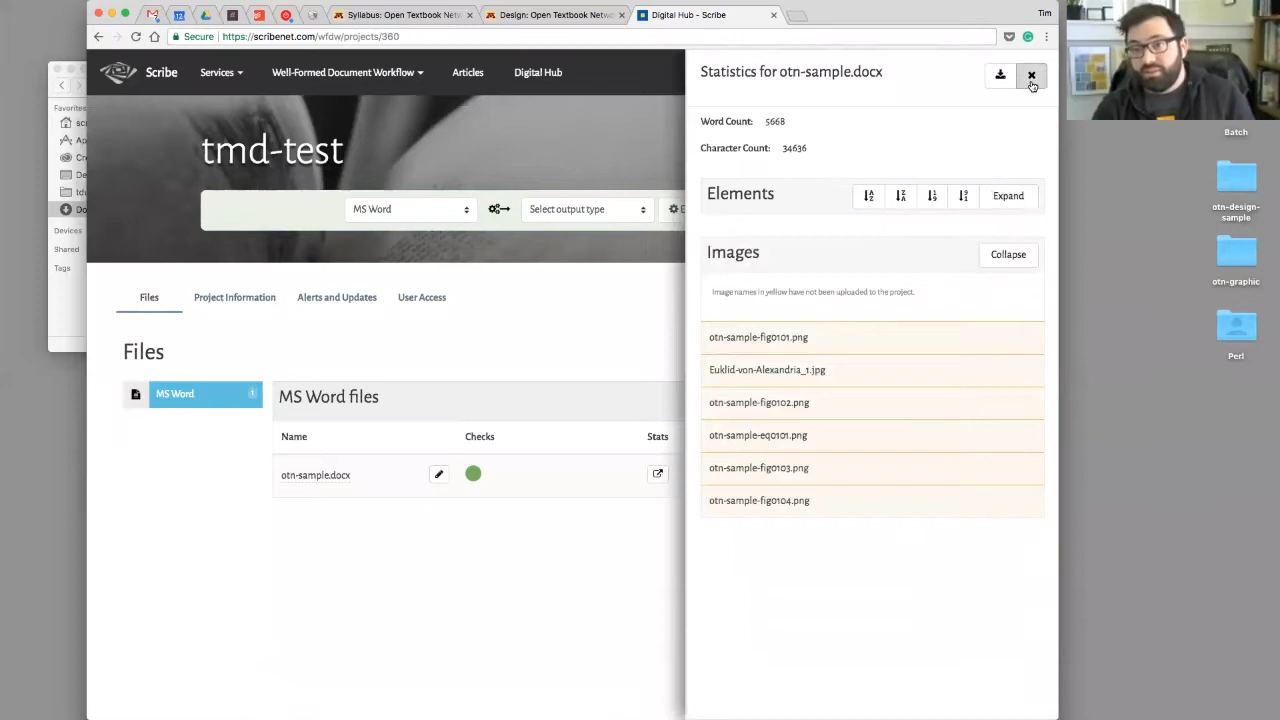 Syllabus: Open Textbook Netw
Design: Open Textbook Netwo
Digital Hub - Scribe
Tim
Secure
https://scribenet.com/wfdw/projects/360
Favorites
Devices
Shared
Tags
Scribe
Services
Well-Formed Document Workflow
Articles
Digital Hub
tmd-test
MS Word
Select output type
Files
Project Information
Alerts and Updates
User Access
Files
MS Word
1
MS Word files
Name
Checks
Stats
otn-sample.docx
Statistics for otn-sample.docx
Word Count: 5668
Character Count: 34636
Elements
Expand
Images
Collapse
Image names in yellow have not been uploaded to the project.
otn-sample-fig0101.png
Euklid-von-Alexandria_1.jpg
otn-sample-fig0102.png
otn-sample-eq0101.png
otn-sample-fig0103.png
otn-sample-fig0104.png
Batch
otn-design-
sample
otn-graphic
Perl